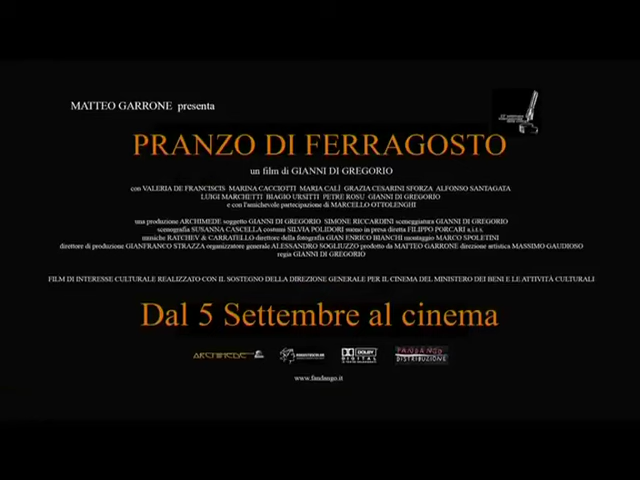 MATTEO GARRONE presenta
PRANZO DI FERRAGOSTO
un film di GIANNI DI GREGORIO
con VALERIA DE FRANCISCIS MARINA CACCIOTTI MARIA CALÌ GRAZIA CESARINI SFORZA ALFONSO SANTAGATA
LUIGI MARCHETTI BIAGIO URSITTI PETRE ROSU GIANNI DI GREGORIO
e con l'amichevole partecipazione di MARCELLO OTTOLENGHI
una produzione ARCHIMEDE soggetto GIANNI DI GREGORIO SIMONE RICCARDINI sceneggiatura GIANNI DI GREGORIO
scenografia SUSANNA CASCELLA costumi SILVIA POLIDORI suono in presa diretta FILIPPO PORCARI a.i.t.s.
musiche RATCHEV & CARRATELLO direttore della fotografia GIAN ENRICO BIANCHI montaggio MARCO SPOLETINI
direttore di produzione GIANFRANCO STRAZZA organizzatore generale ALESSANDRO SOGLIUZZO prodotto da MATTEO GARRONE direzione artistica MASSIMO GAUDIOSO
regia GIANNI DI GREGORIO
FILM DI INTERESSE CULTURALE REALIZZATO CON IL SOSTEGNO DELLA DIREZIONE GENERALE PER IL CINEMA DEL MINISTERO DEI BENI E LE ATTIVITÀ CULTURALI
Dal 5 Settembre al cinema
ARCHIMEDE DOLBY DIGITAL FANDANGO DISTRIBUZIONE
www.fandango.it